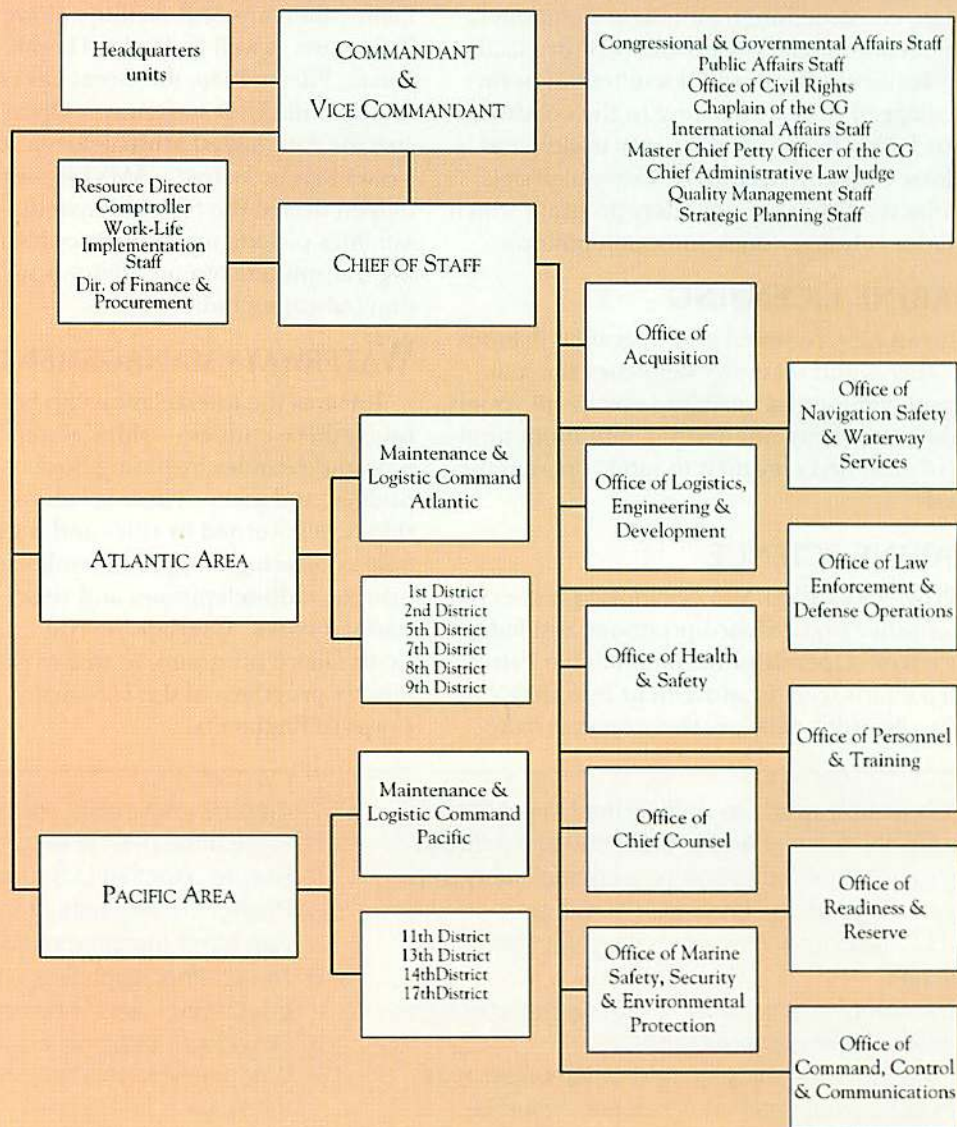 Headquarters
units
COMMANDANT
&
VICE COMMANDANT
Congressional & Governmental Affairs Staff
Public Affairs Staff
Office of Civil Rights
Chaplain of the CG
International Affairs Staff
Master Chief Petty Officer of the CG
Chief Administrative Law Judge
Quality Management Staff
Strategic Planning Staff
Resource Director
Comptroller
Work-Life
Implementation
Staff
Dir. of Finance &
Procurement
CHIEF OF STAFF
Office of
Acquisition
Office of
Navigation Safety
& Waterway
Services
Maintenance &
Logistic Command
Atlantic
Office of Logistics,
Engineering &
Development
ATLANTIC AREA
Office of Law
Enforcement &
Defense Operations
1st District
2nd District
5th District
7th District
8th District
9th District
Office of Health
& Safety
Office of Personnel
& Training
Maintenance &
Logistic Command
Pacific
Office of
Chief Counsel
PACIFIC AREA
Office of
Readiness &
Reserve
11th District
13th District
14thDistrict
17thDistrict
Office of Marine
Safety, Security
& Environmental
Protection
Office of
Command, Control
& Communications